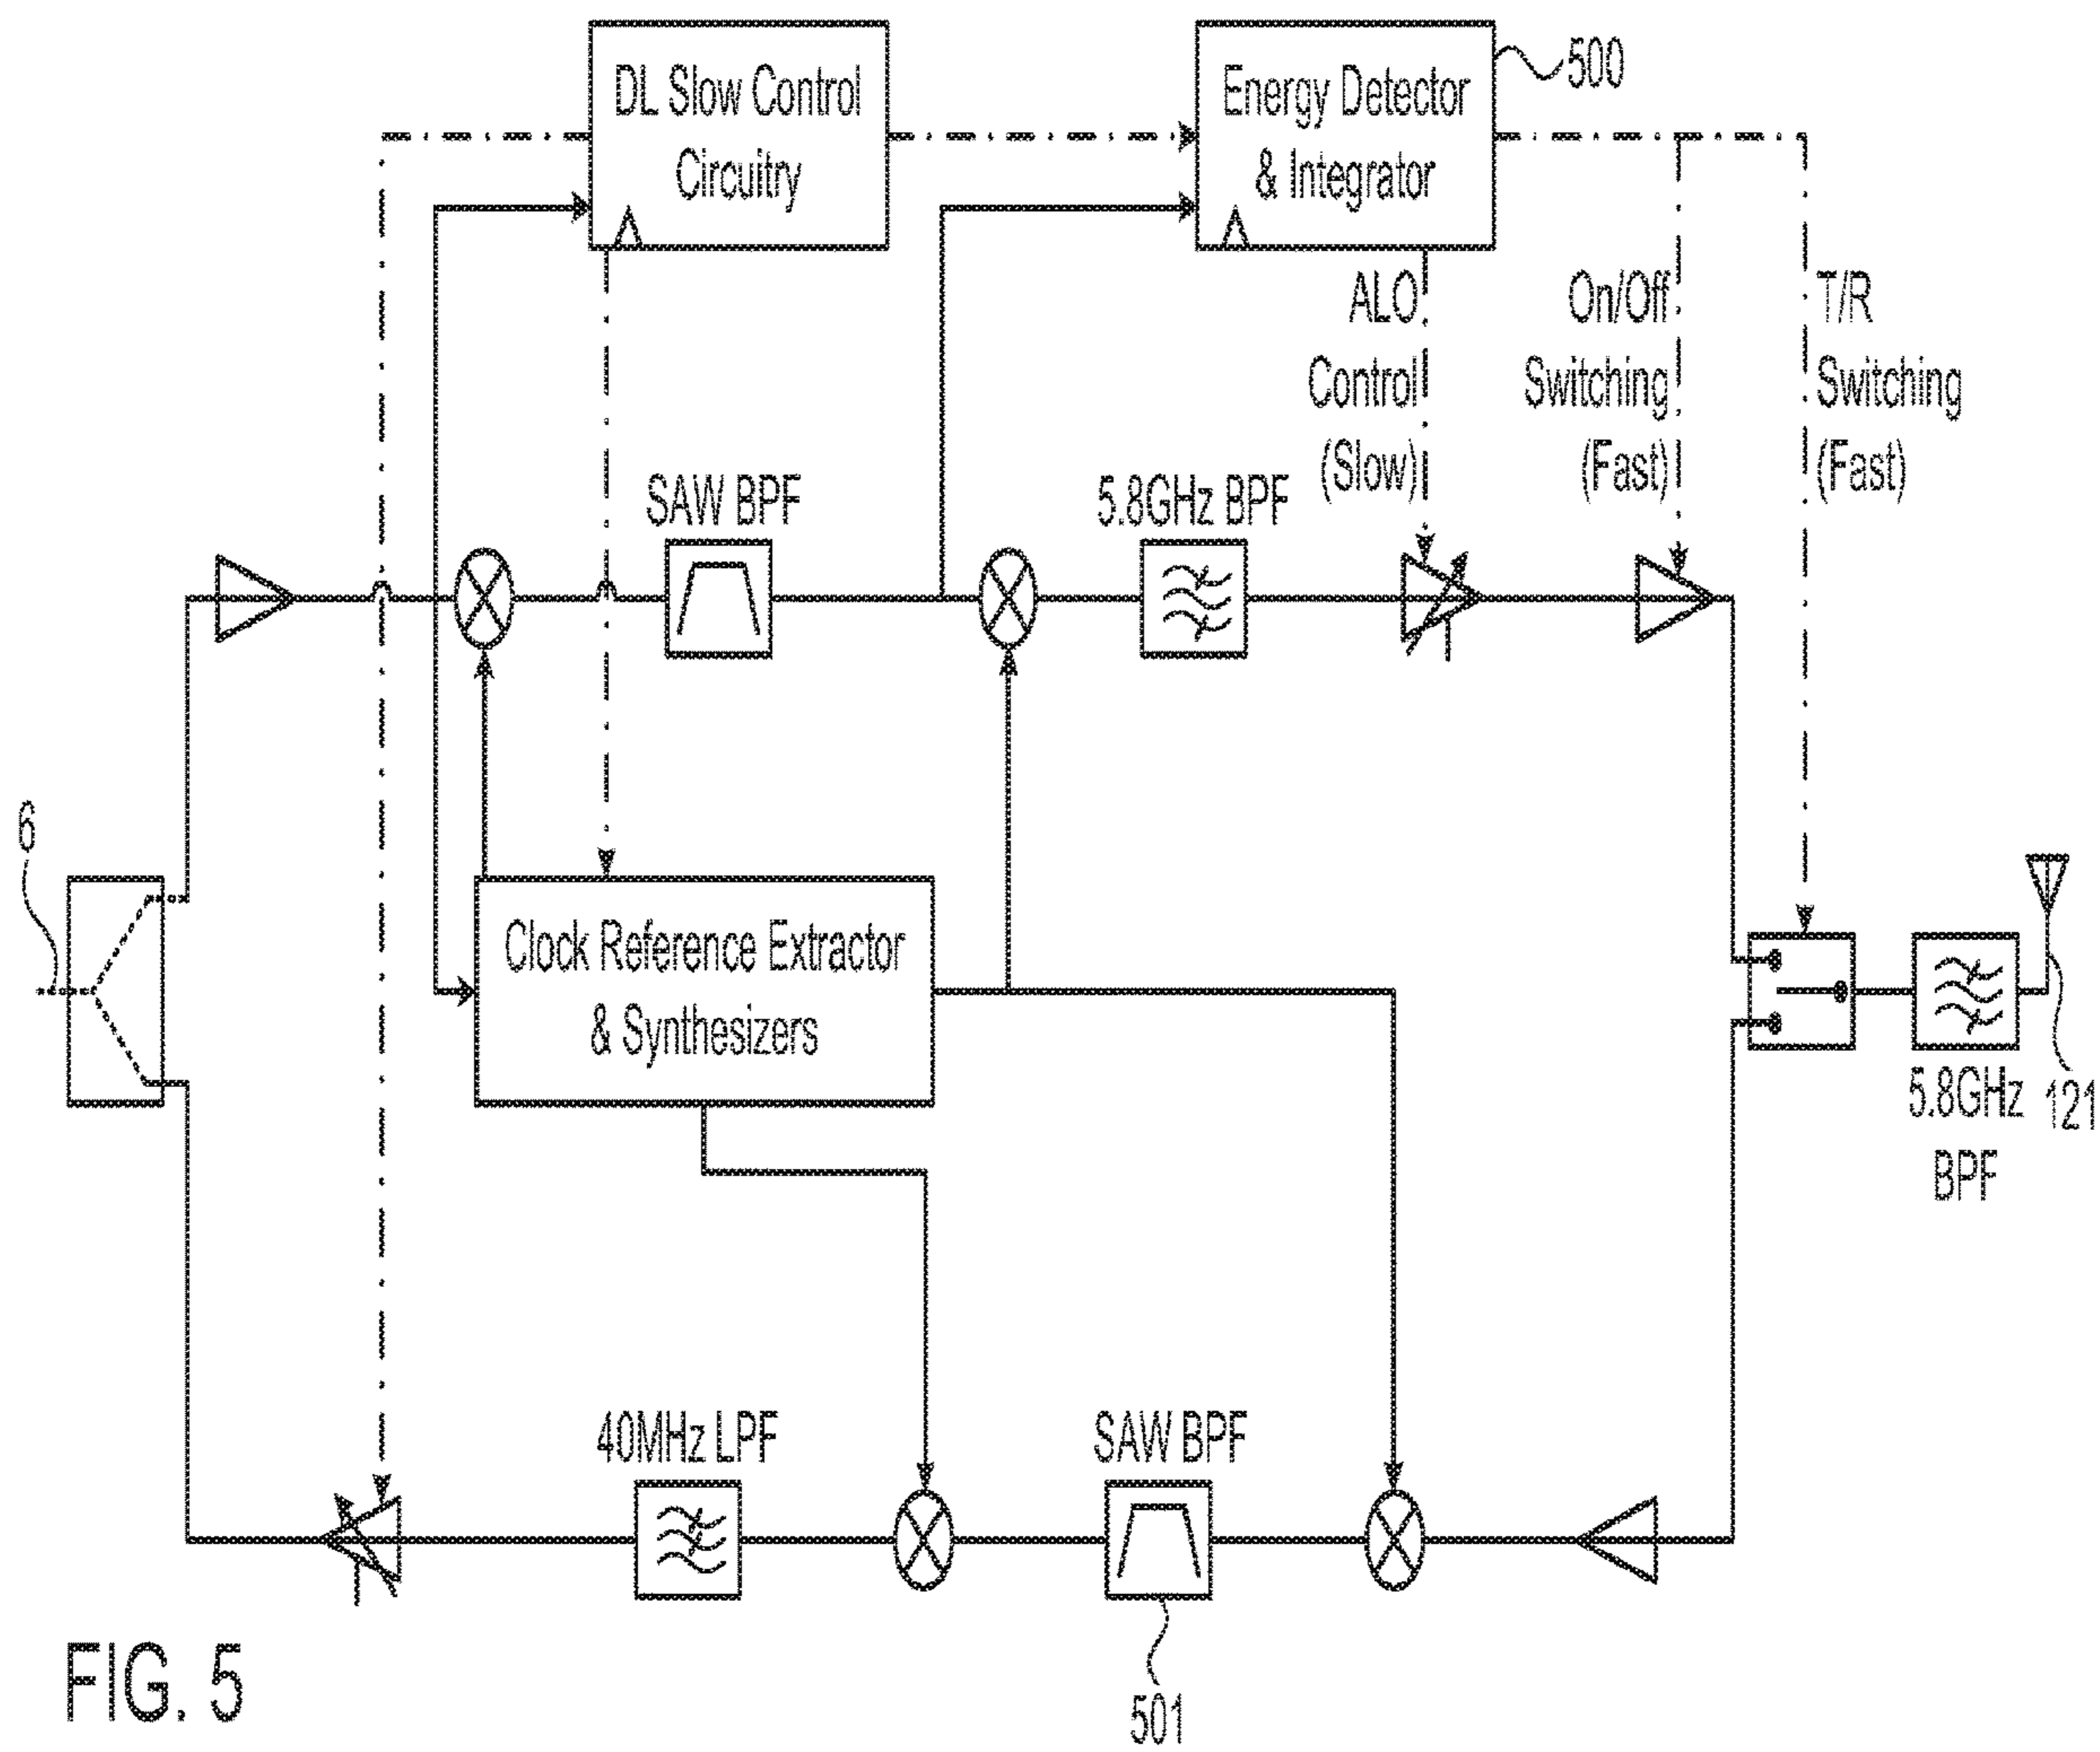 DL Slow Control
Circuitry
Energy Detector
& Integrator
500
ALO
Control
(Slow)
On/Off
Switching
(Fast)
T/R
Switching
(Fast)
SAW BPF
5.8GHz BPF
6
Clock Reference Extractor
& Synthesizers
5.8GHz
BPF
121
40MHz LPF
SAW BPF
501
FIG. 5